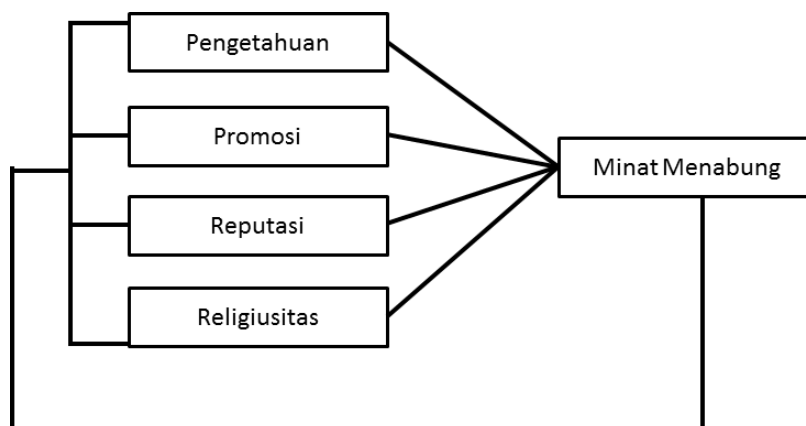 Pengetahuan
Promosi
Minat Menabung
Reputasi
Religiusitas